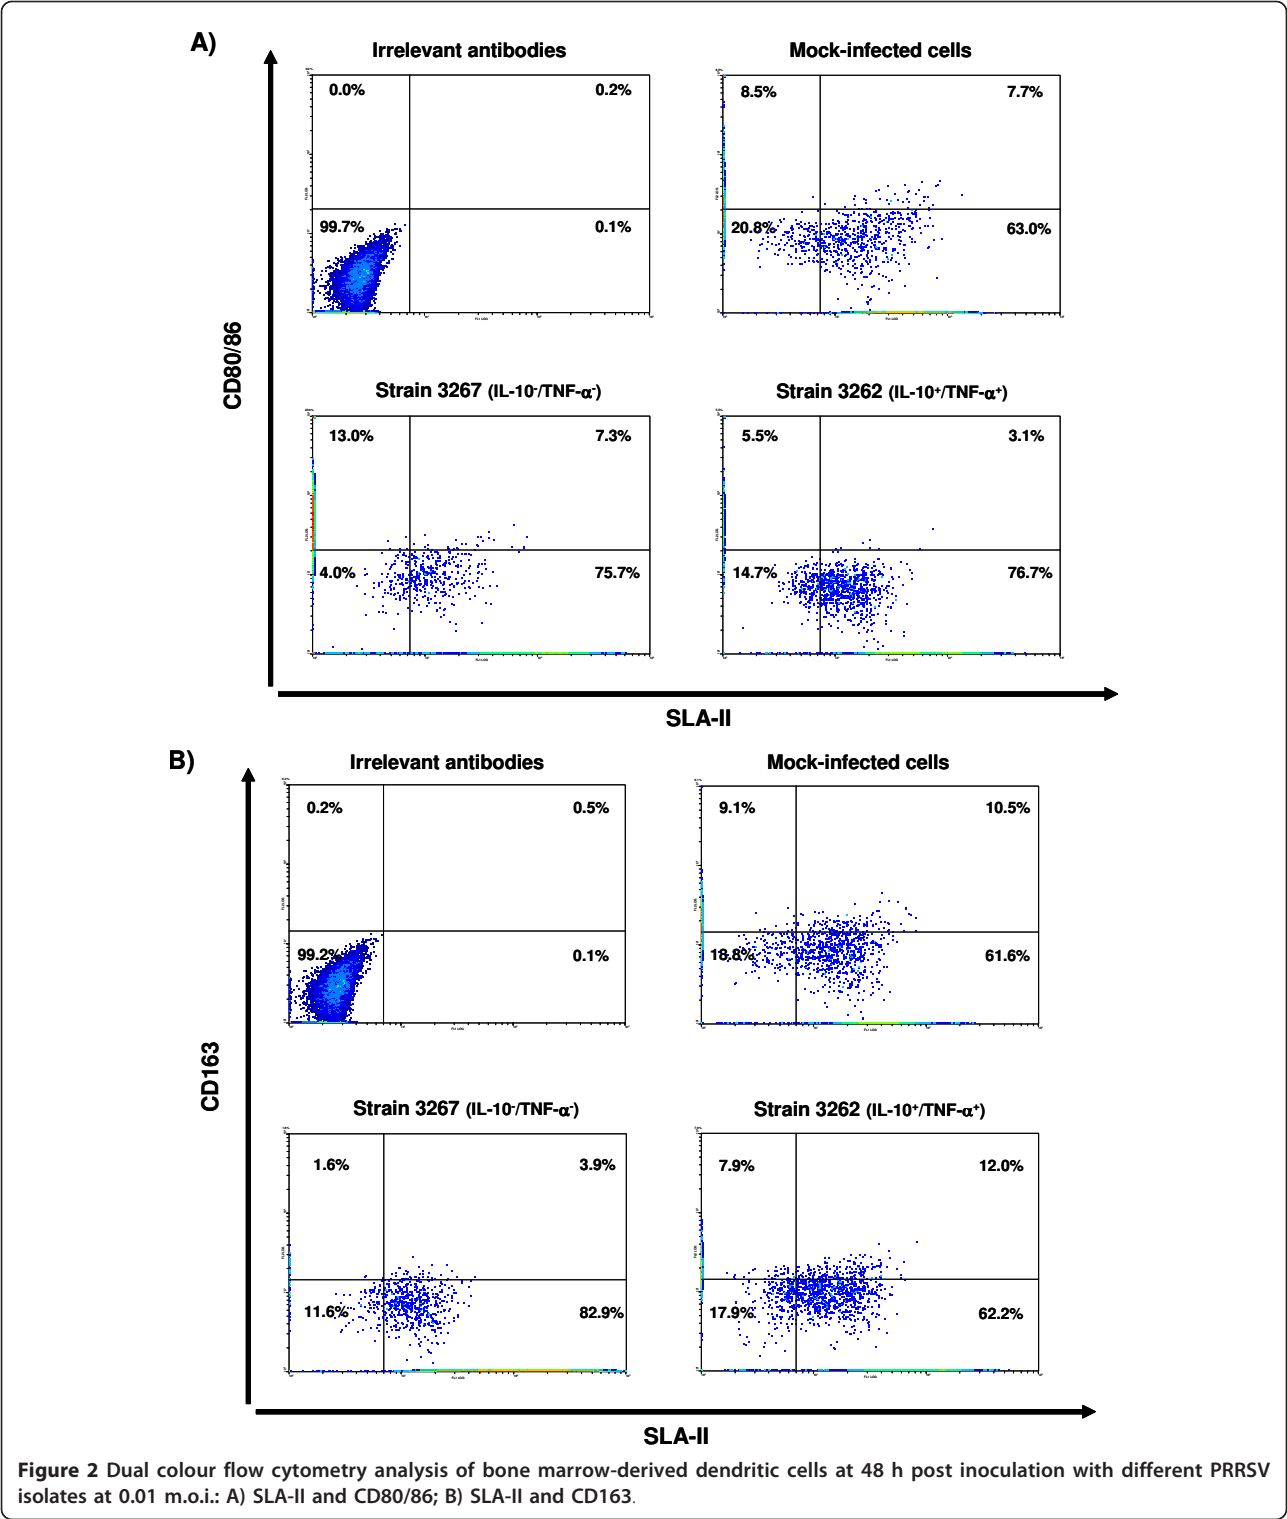 A)
Irrelevant antibodies
Mock-infected cells
0.0%
0.2%
8.5%
7.7%
99.7%
0.1%
20.8%
63.0%
CD80/86
Strain 3267 (IL-10⁻/TNF-α⁻)
Strain 3262 (IL-10⁺/TNF-α⁺)
13.0%
7.3%
5.5%
3.1%
4.0%
75.7%
14.7%
76.7%
SLA-II
B)
Irrelevant antibodies
Mock-infected cells
0.2%
0.5%
9.1%
10.5%
99.2%
0.1%
18.8%
61.6%
CD163
Strain 3267 (IL-10⁻/TNF-α⁻)
Strain 3262 (IL-10⁺/TNF-α⁺)
1.6%
3.9%
7.9%
12.0%
11.6%
82.9%
17.9%
62.2%
SLA-II
Figure 2 Dual colour flow cytometry analysis of bone marrow-derived dendritic cells at 48 h post inoculation with different PRRSV
isolates at 0.01 m.o.i.: A) SLA-II and CD80/86; B) SLA-II and CD163.